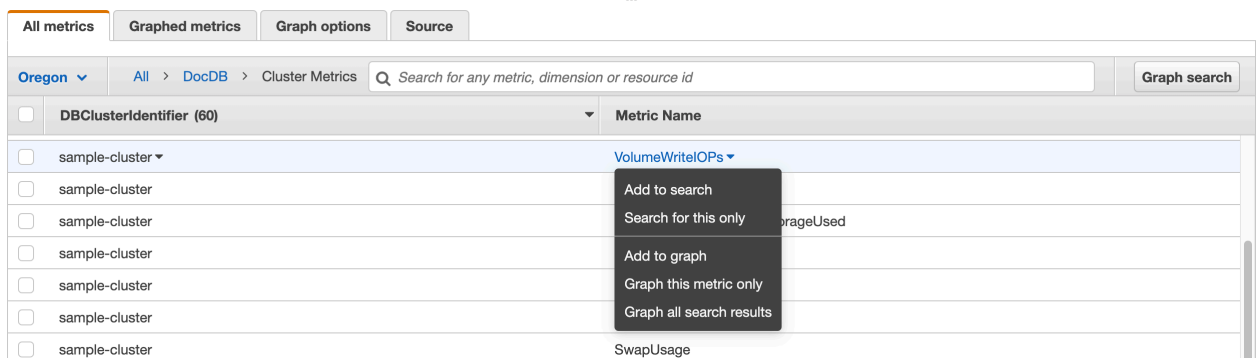 All metrics Graphed metrics Graph options Source
Oregon All > DocDB > Cluster Metrics Search for any metric, dimension or resource id Graph search
DBClusterIdentifier (60) Metric Name
sample-cluster VolumeWriteIOPs
sample-cluster Add to search
sample-cluster Search for this only orageUsed
sample-cluster Add to graph
sample-cluster Graph this metric only
sample-cluster Graph all search results
sample-cluster SwapUsage